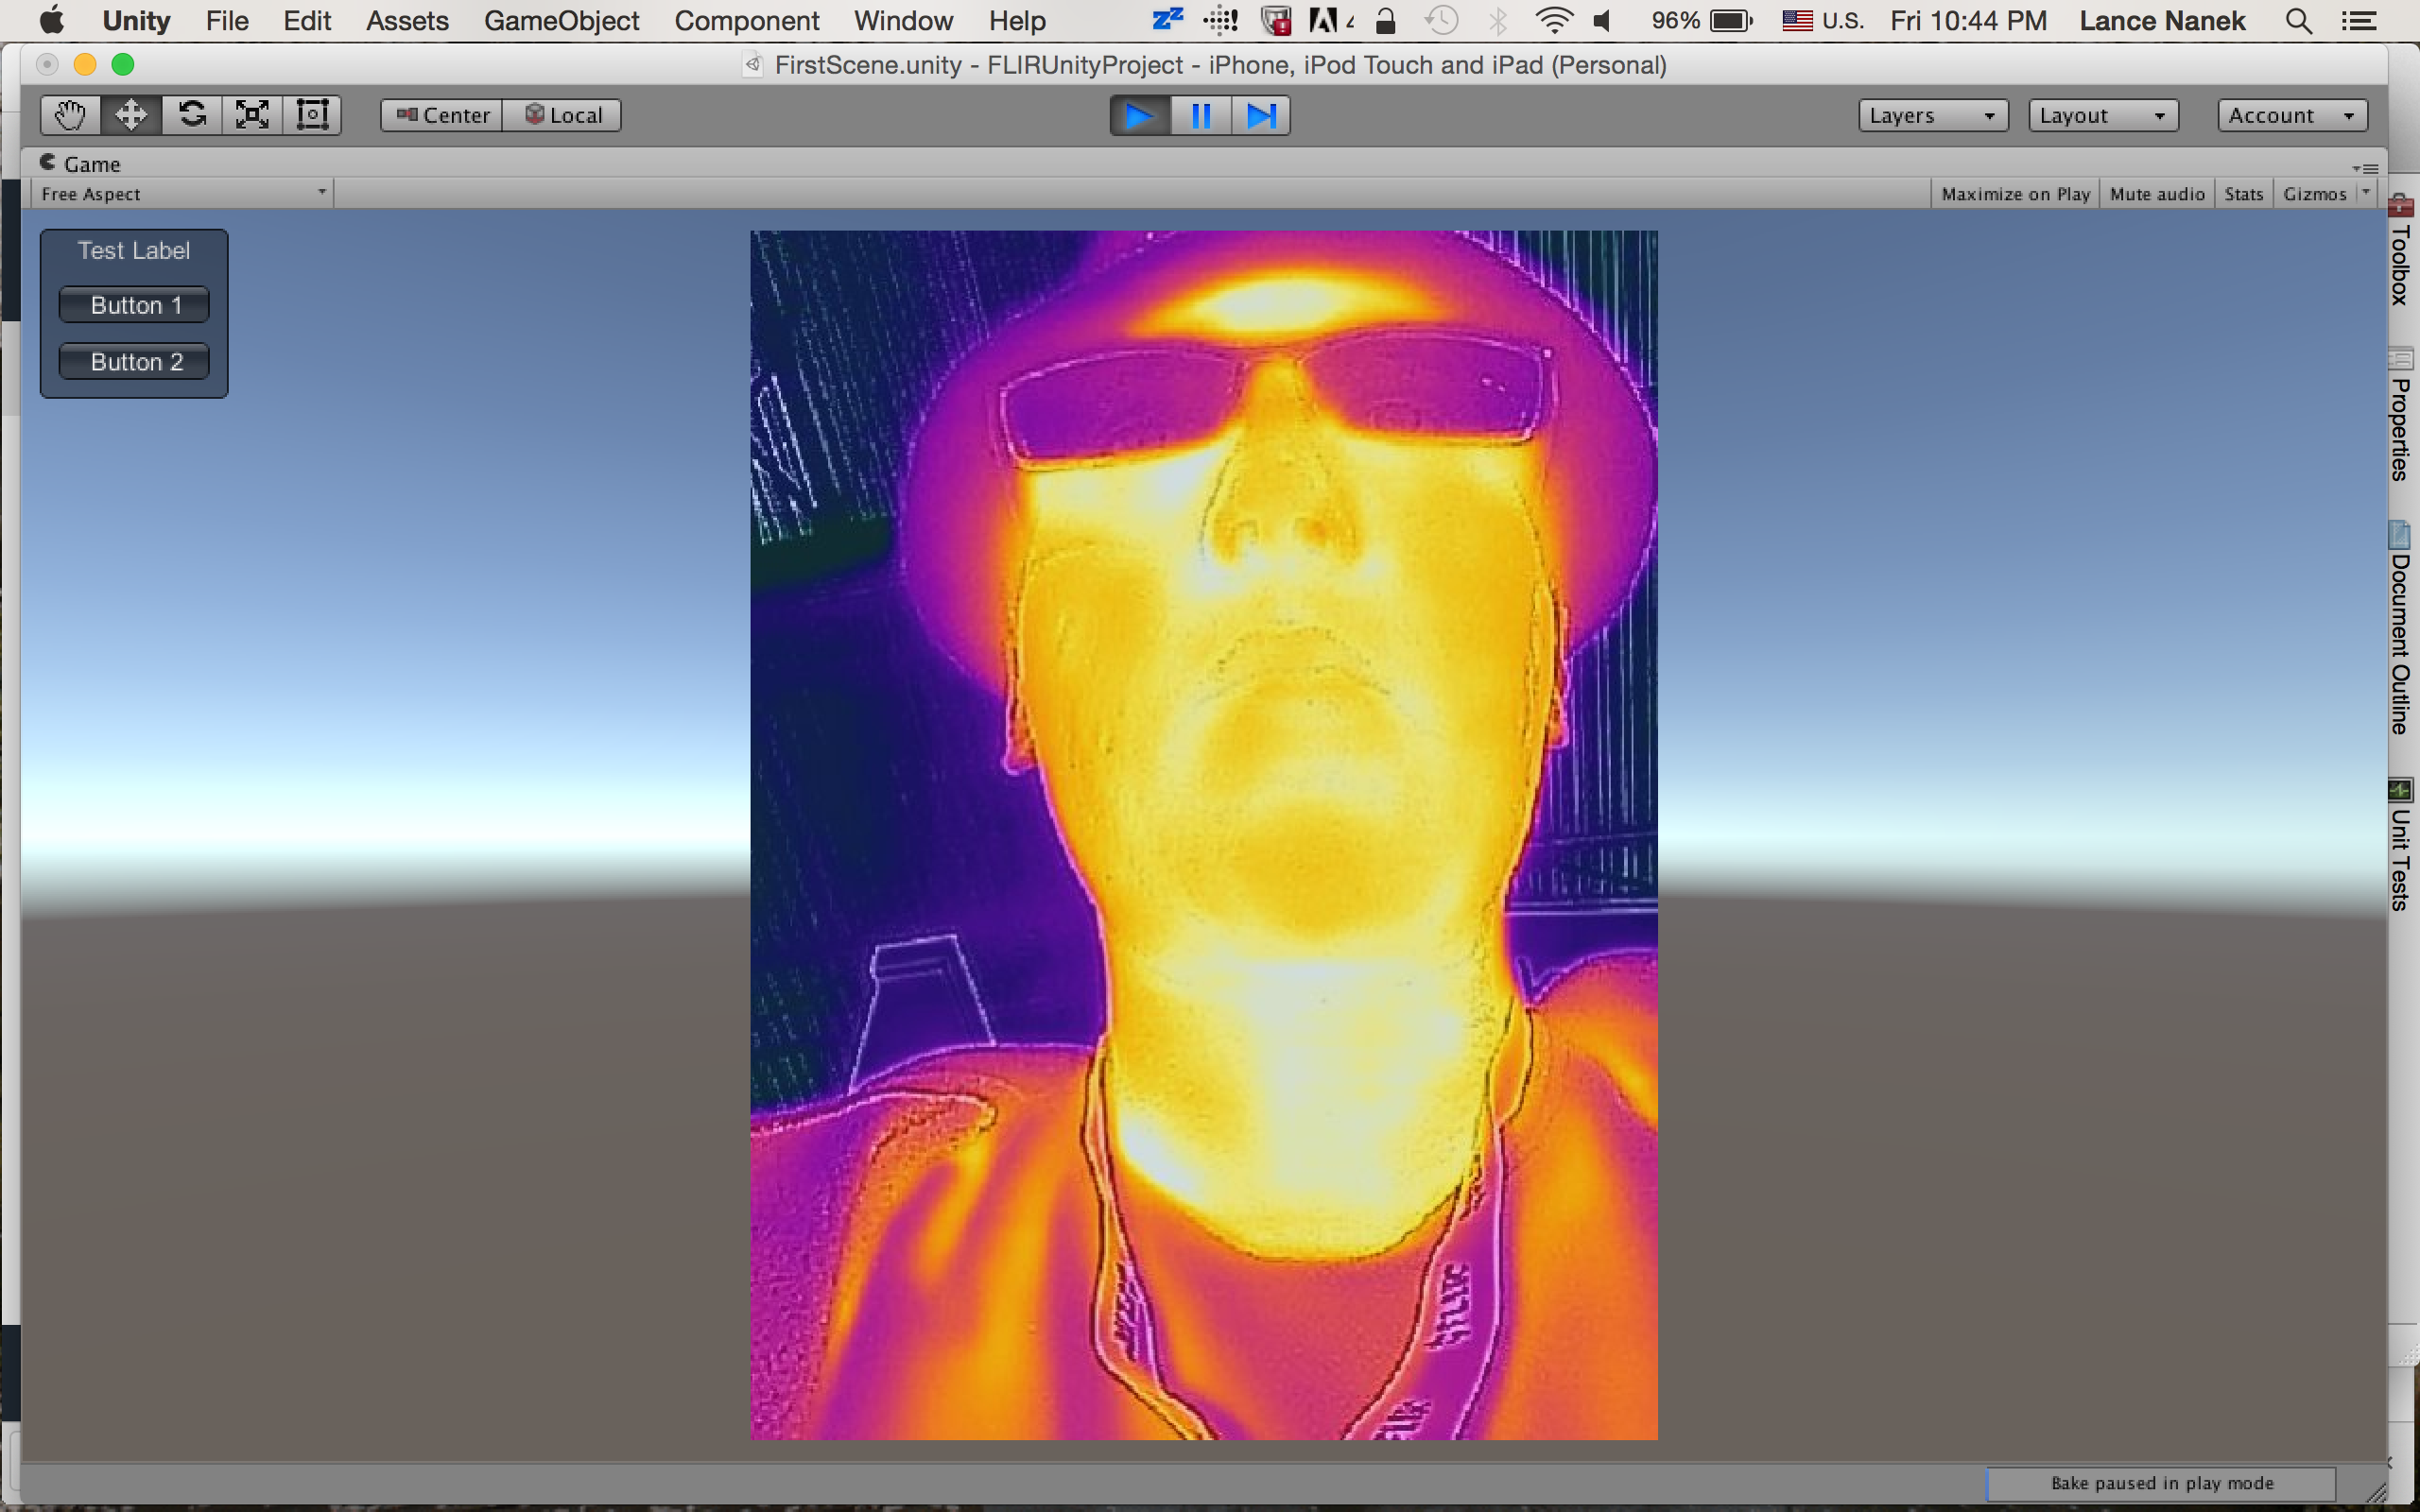 Unity File Edit Assets GameObject Component Window Help 96% U.S. Fri 10:44 PM Lance Nanek
FirstScene.unity - FLIRUnityProject - iPhone, iPod Touch and iPad (Personal)
Center Local Layers Layout Account
Game
Free Aspect Maximize on Play Mute audio Stats Gizmos
Test Label
Button 1
Button 2
Toolbox
Properties
Document Outline
Unit Tests
Bake paused in play mode